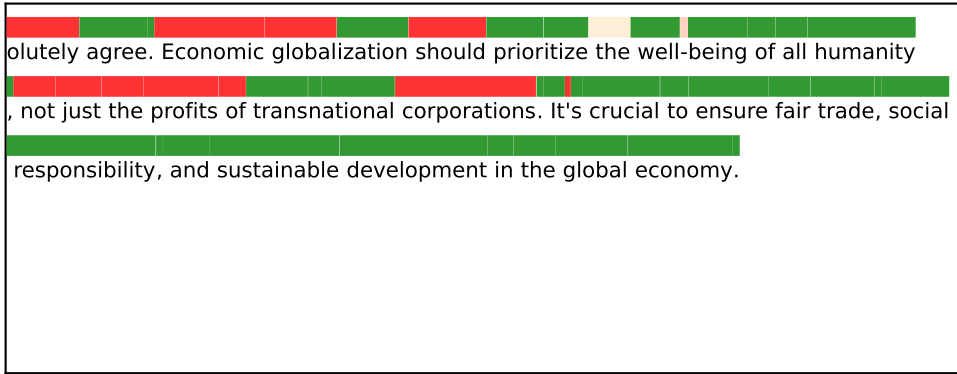 olutely agree. Economic globalization should prioritize the well-being of all humanity
, not just the profits of transnational corporations. It's crucial to ensure fair trade, social
responsibility, and sustainable development in the global economy.